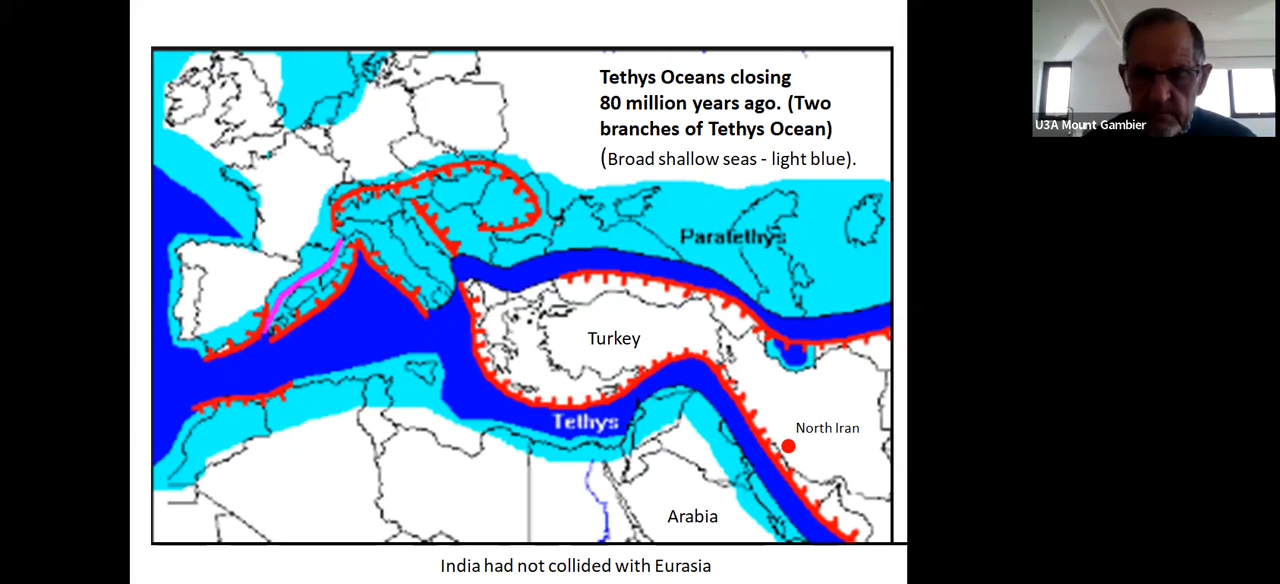 Tethys Oceans closing
80 million years ago. (Two
branches of Tethys Ocean)
(Broad shallow seas - light blue).
U3A Mount Gambier
Paratethys
Turkey
Tethys
North Iran
Arabia
India had not collided with Eurasia